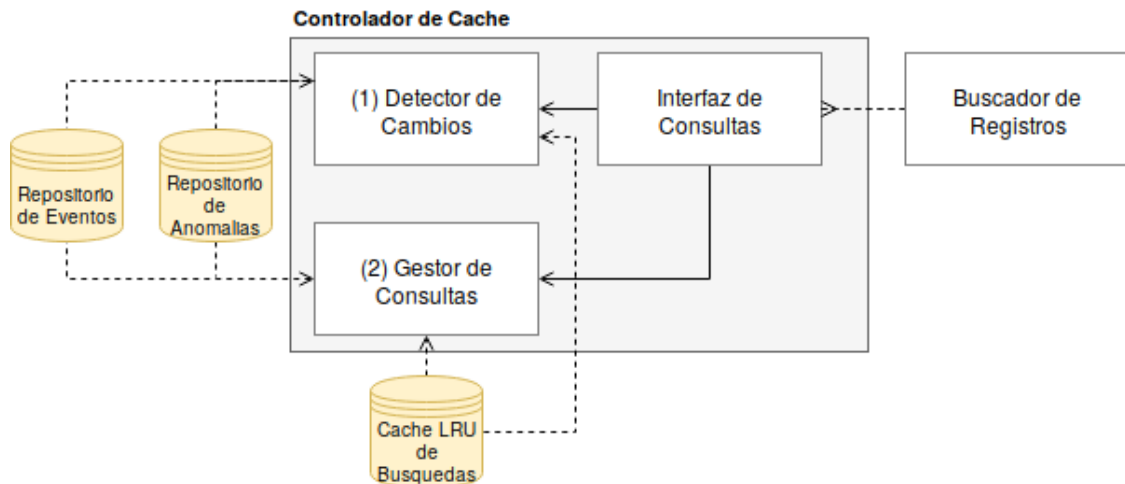 Controlador de Cache
(1) Detector de
Cambios
Interfaz de
Consultas
Buscador de
Registros
Repositorio
de Eventos
Repositorio
de
Anomalias
(2) Gestor de
Consultas
Cache LRU
de
Busquedas